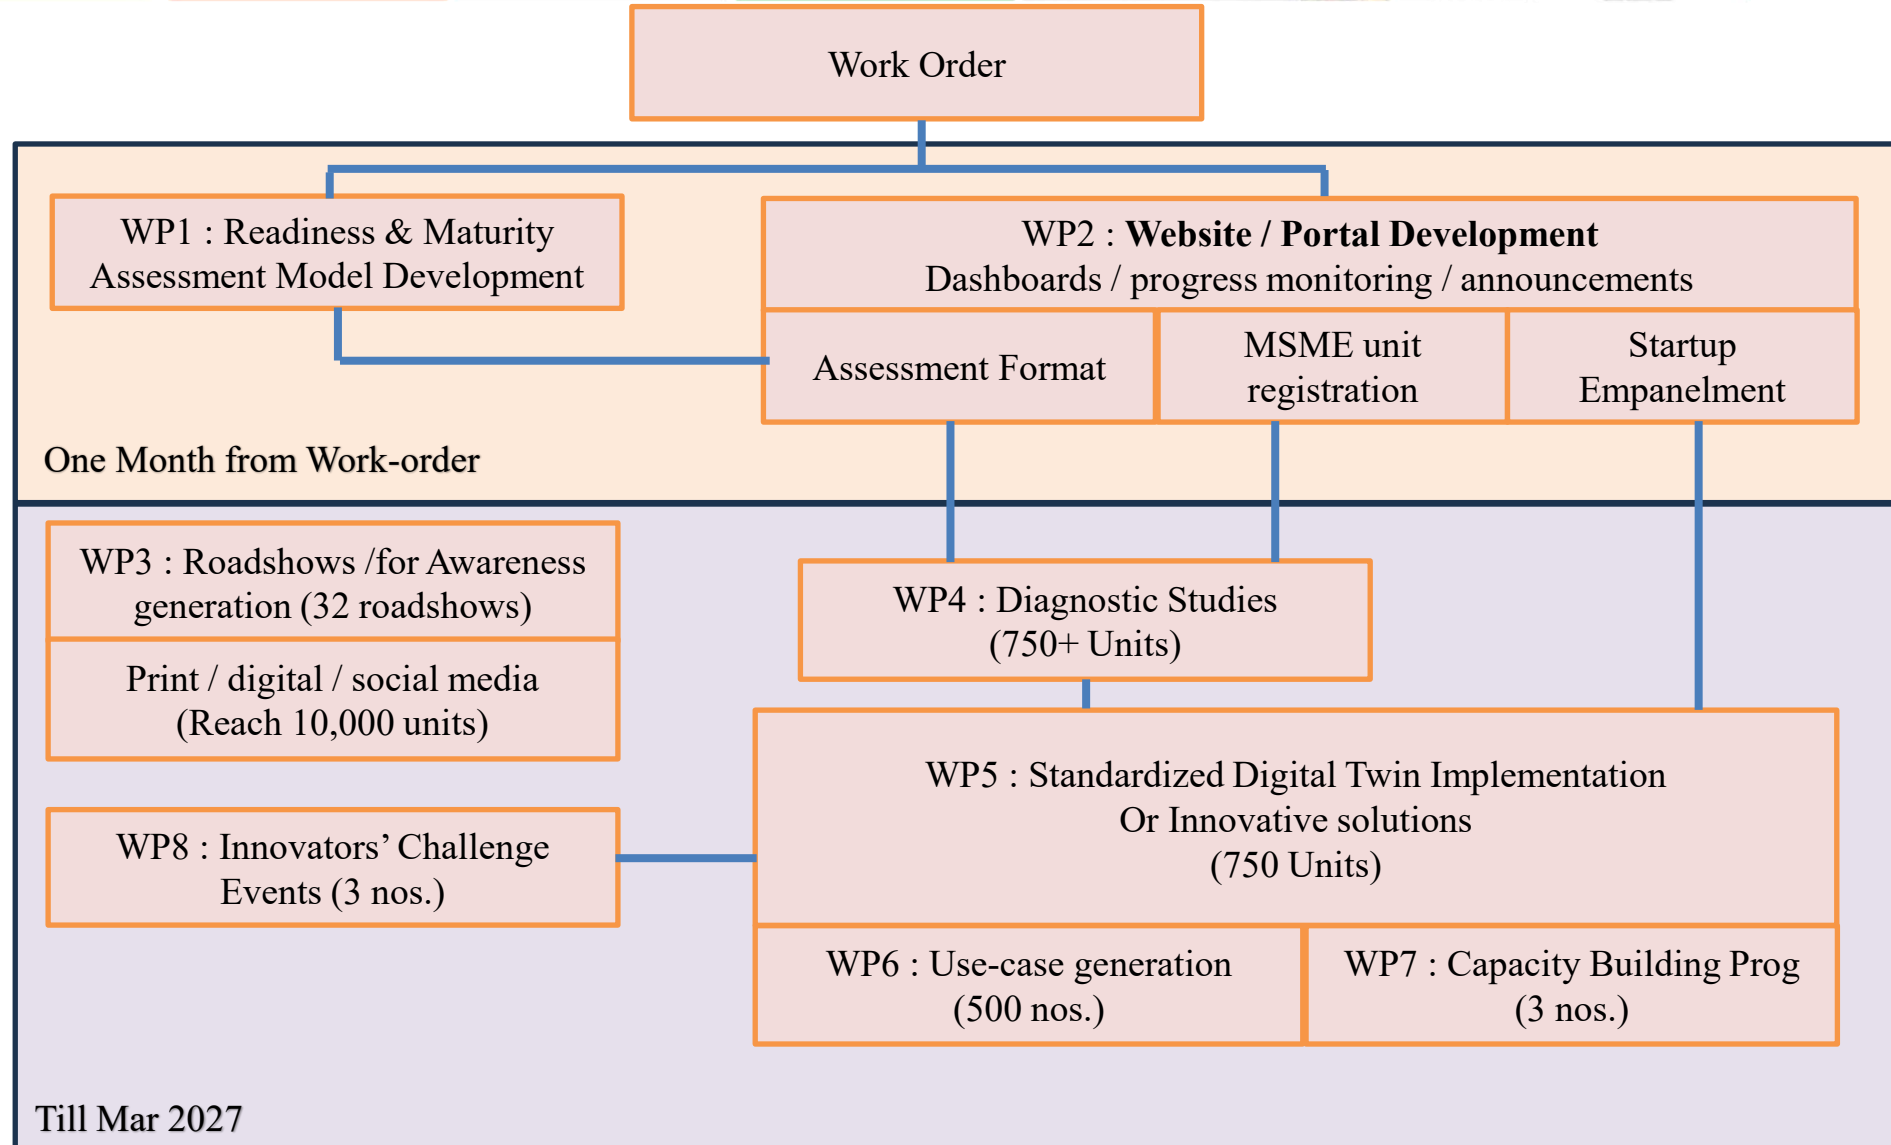 Work Order
WP1 : Readiness & Maturity
Assessment Model Development
WP2 : Website / Portal Development
Dashboards / progress monitoring / announcements
Assessment Format
MSME unit
registration
Startup
Empanelment
One Month from Work-order
WP3 : Roadshows /for Awareness
generation (32 roadshows)
Print / digital / social media
(Reach 10,000 units)
WP4 : Diagnostic Studies
(750+ Units)
WP5 : Standardized Digital Twin Implementation
Or Innovative solutions
(750 Units)
WP8 : Innovators’ Challenge
Events (3 nos.)
WP6 : Use-case generation
(500 nos.)
WP7 : Capacity Building Prog
(3 nos.)
Till Mar 2027